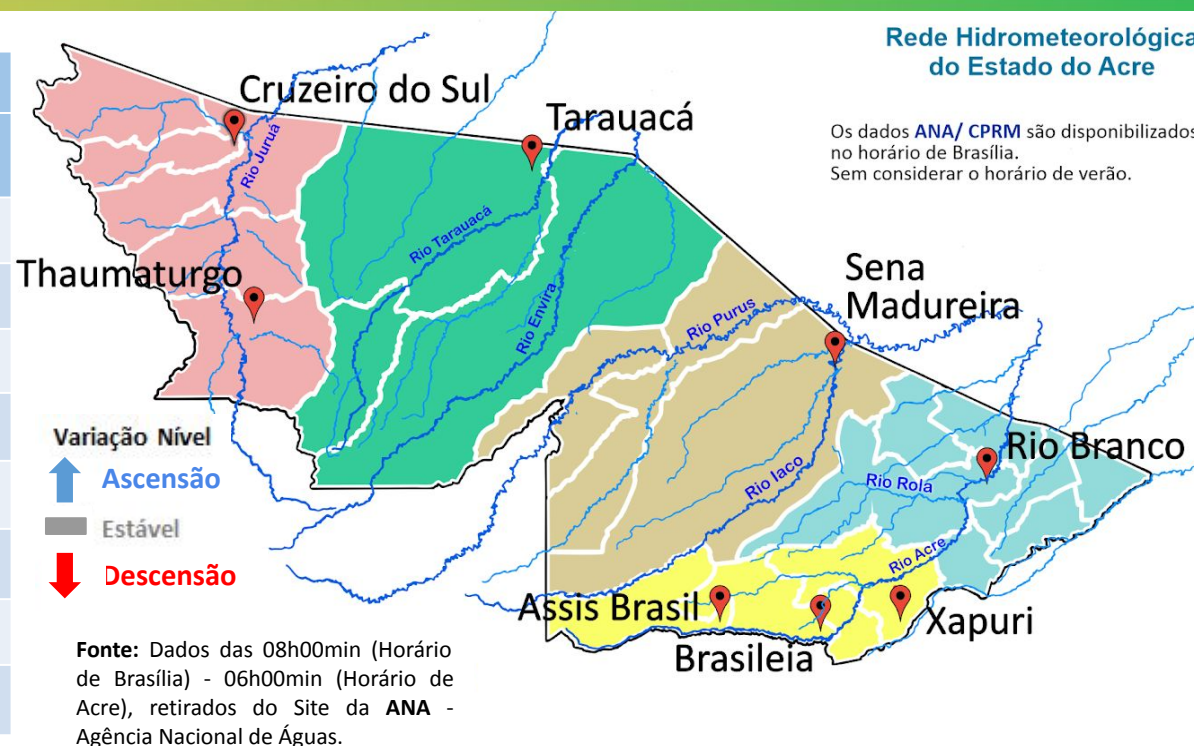 Rede Hidrometeorológica
do Estado do Acre
Os dados ANA/ CPRM são disponibilizados
no horário de Brasília.
Sem considerar o horário de verão.
Cruzeiro do Sul
Tarauacá
Rio Juruá
Rio Tarauacá
Thaumaturgo
Rio Envira
Sena
Madureira
Rio Purus
Rio Iaco
Rio Branco
Rio Rola
Rio Acre
Assis Brasil
Brasileia
Xapuri
Variação Nível
Ascensão
Estável
Descensão
Fonte: Dados das 08h00min (Horário
de Brasília) - 06h00min (Horário de
Acre), retirados do Site da ANA -
Agência Nacional de Águas.